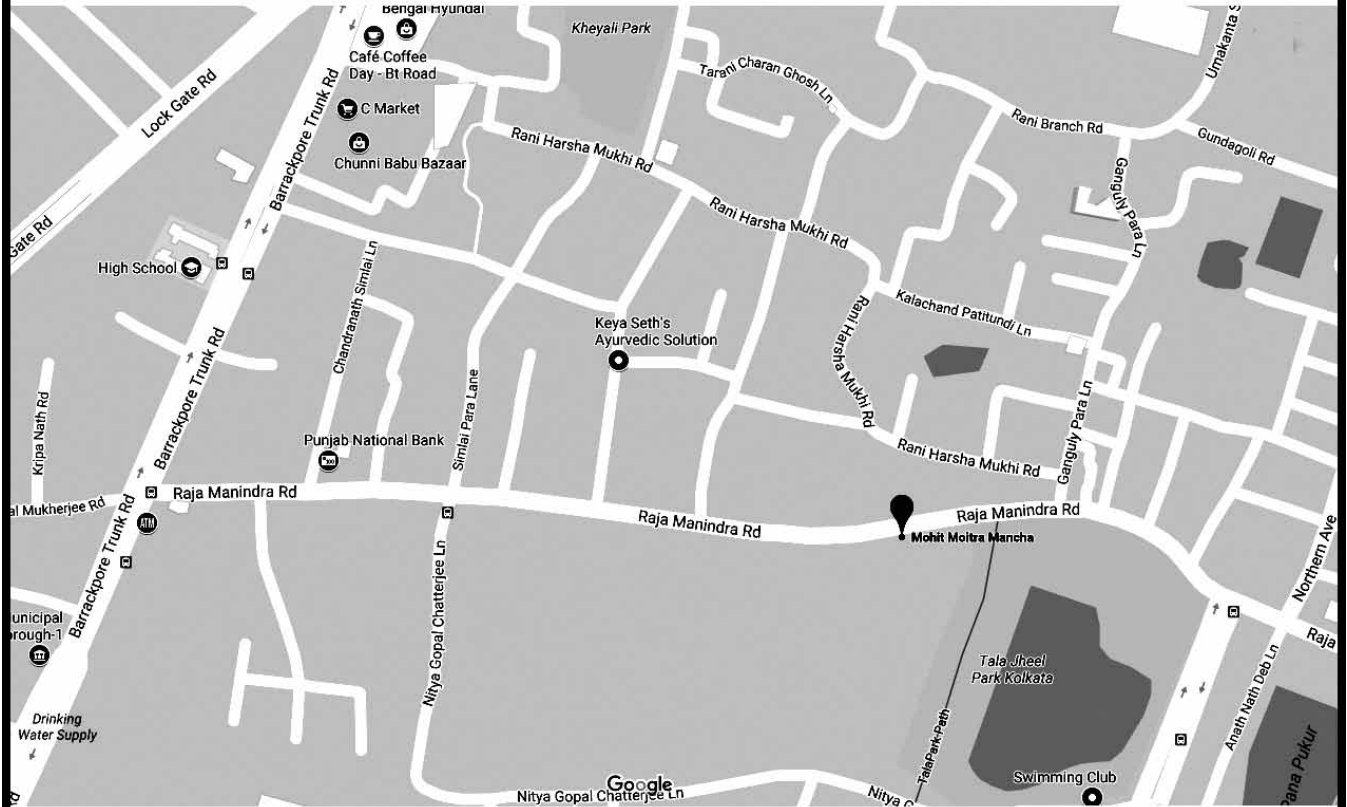 Bengal Hyundai
Café Coffee
Day - Bt Road
Kheyali Park
Lock Gate Rd
Barrackpore Trunk Rd
C Market
Chunni Babu Bazaar
Tarani Charan Ghosh Ln
Umakanta S
Rani Branch Rd
Gundagoli Rd
Rani Harsha Mukhi Rd
Ganguly Para Ln
Rani Harsha Mukhi Rd
Gate Rd
High School
Chandranath Simlai Ln
Kalachand Patitundi Ln
Rani Harsha Mukhi Rd
Keya Seth's
Ayurvedic Solution
Barrackpore Trunk Rd
Kripa Nath Rd
Simlai Para Lane
Punjab National Bank
Ganguly Para Ln
Rani Harsha Mukhi Rd
al Mukherjee Rd
Raja Manindra Rd
Raja Manindra Rd
Raja Manindra Rd
ATM
Mohit Moitra Mancha
Barrackpore Trunk Rd
Nitya Gopal Chatterjee Ln
Northern Ave
unicipal
orough-1
Raja
Tala Jheel
Park Kolkata
Anath Nath Deb Ln
TalaPark Path
Drinking
Water Supply
Swimming Club
Google
Nitya Gopal Chatterjee Ln
Nitya G
Dana Pukur
Rd